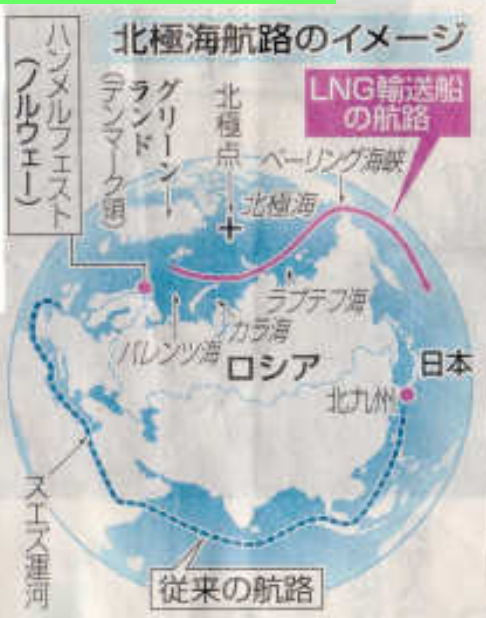 北極海航路のイメージ
LNG輸送船
の航路
ハンメルフェスト
(ノルウェー)
グリーン
ランド
(デンマーク領)
北極点
ベーリング海峡
北極海
ラプテフ海
カラ海
バレンツ海
ロシア
日本
北九州
スエズ運河
従来の航路